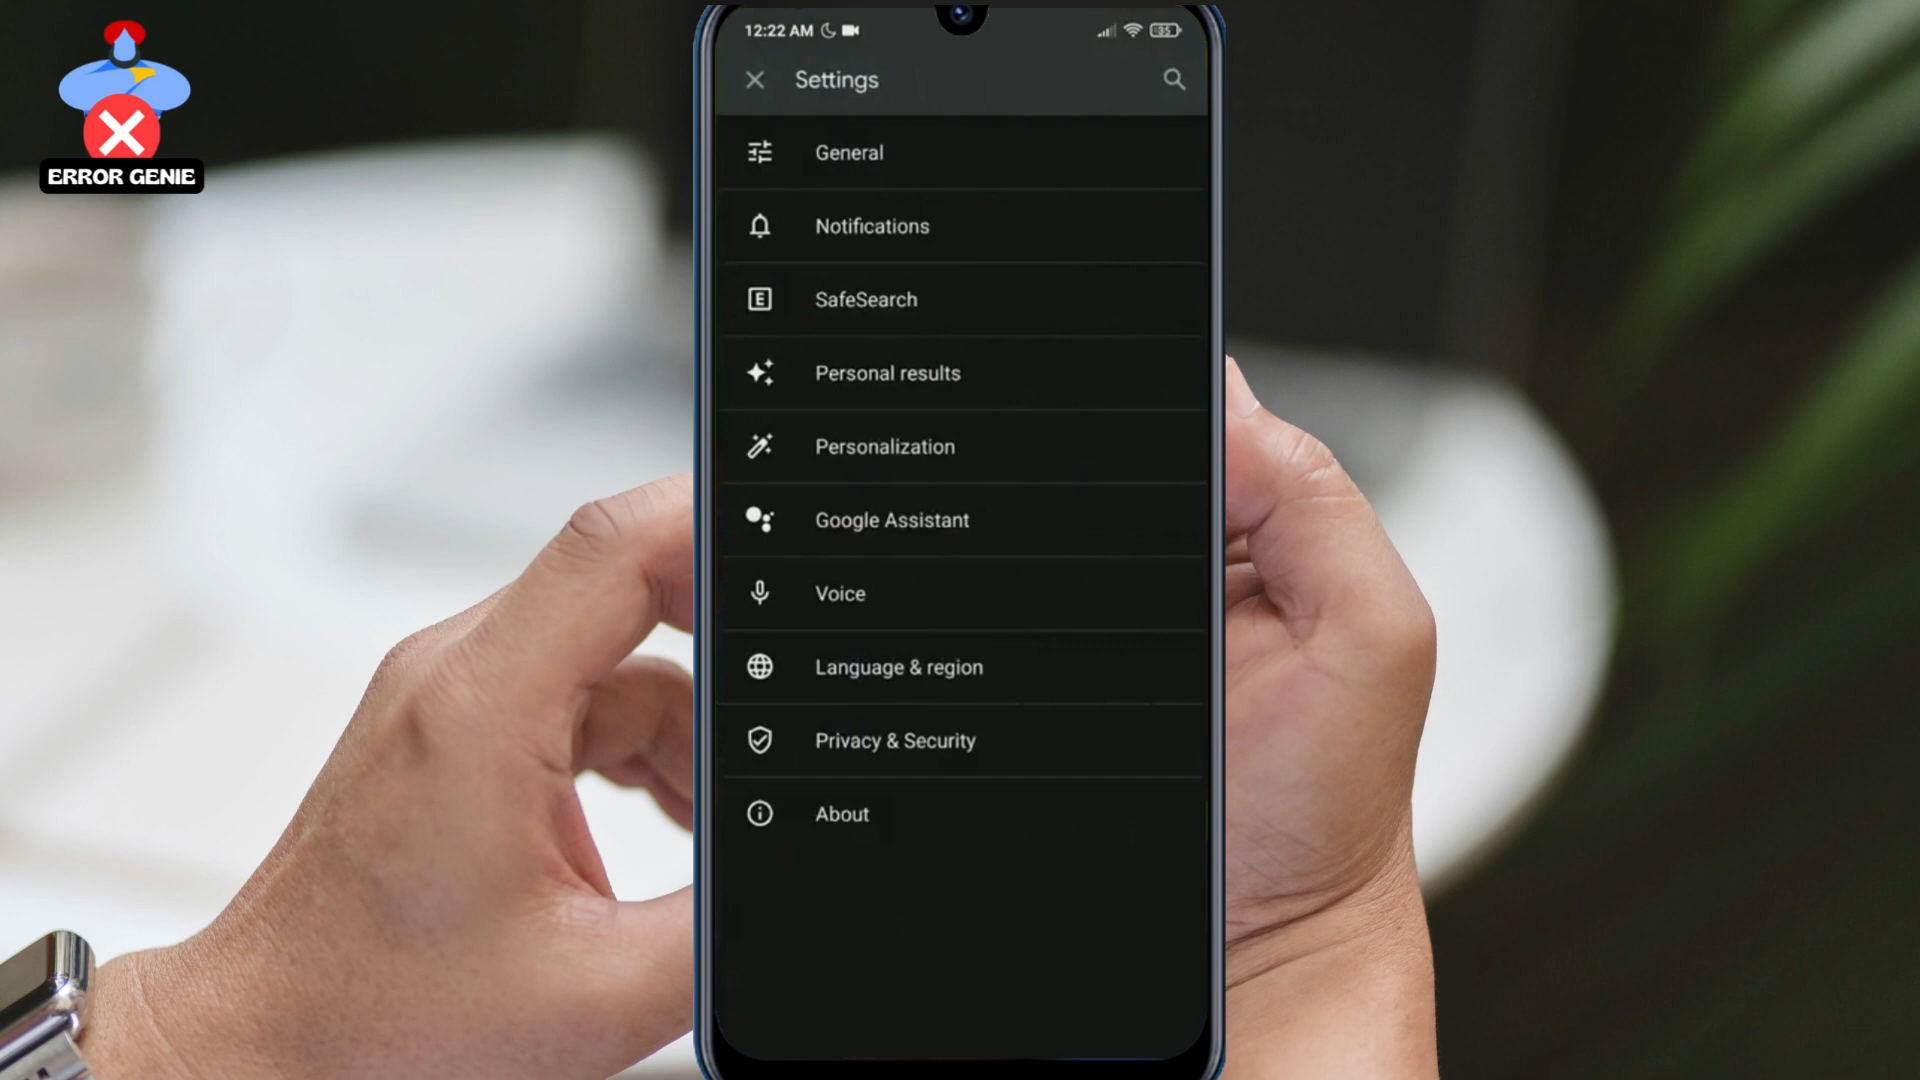 ERROR GENIE
12:22 AM
35
Settings
General
Notifications
E
SafeSearch
Personal results
Personalization
Google Assistant
Voice
Language & region
Privacy & Security
About